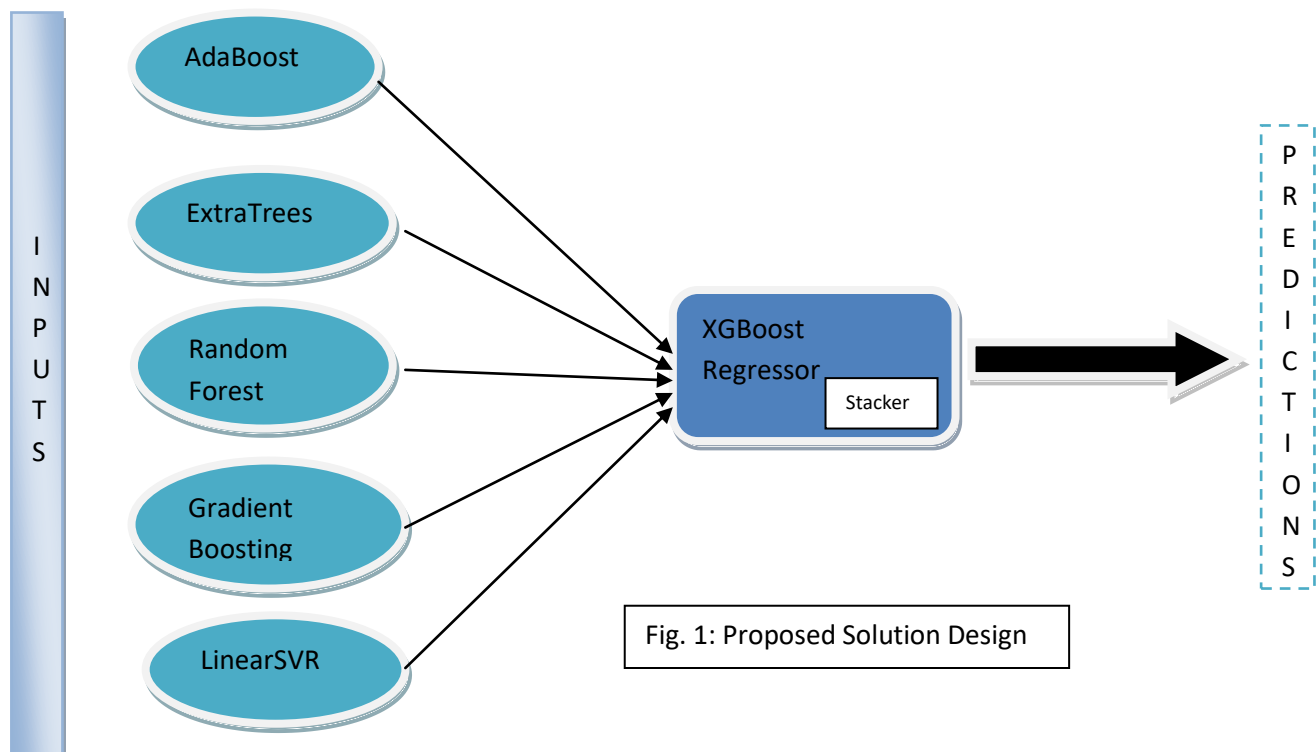 INPUTS
AdaBoost
ExtraTrees
Random
Forest
Gradient
Boosting
LinearSVR
XGBoost
Regressor
Stacker
Fig. 1: Proposed Solution Design
PREDICTIONS